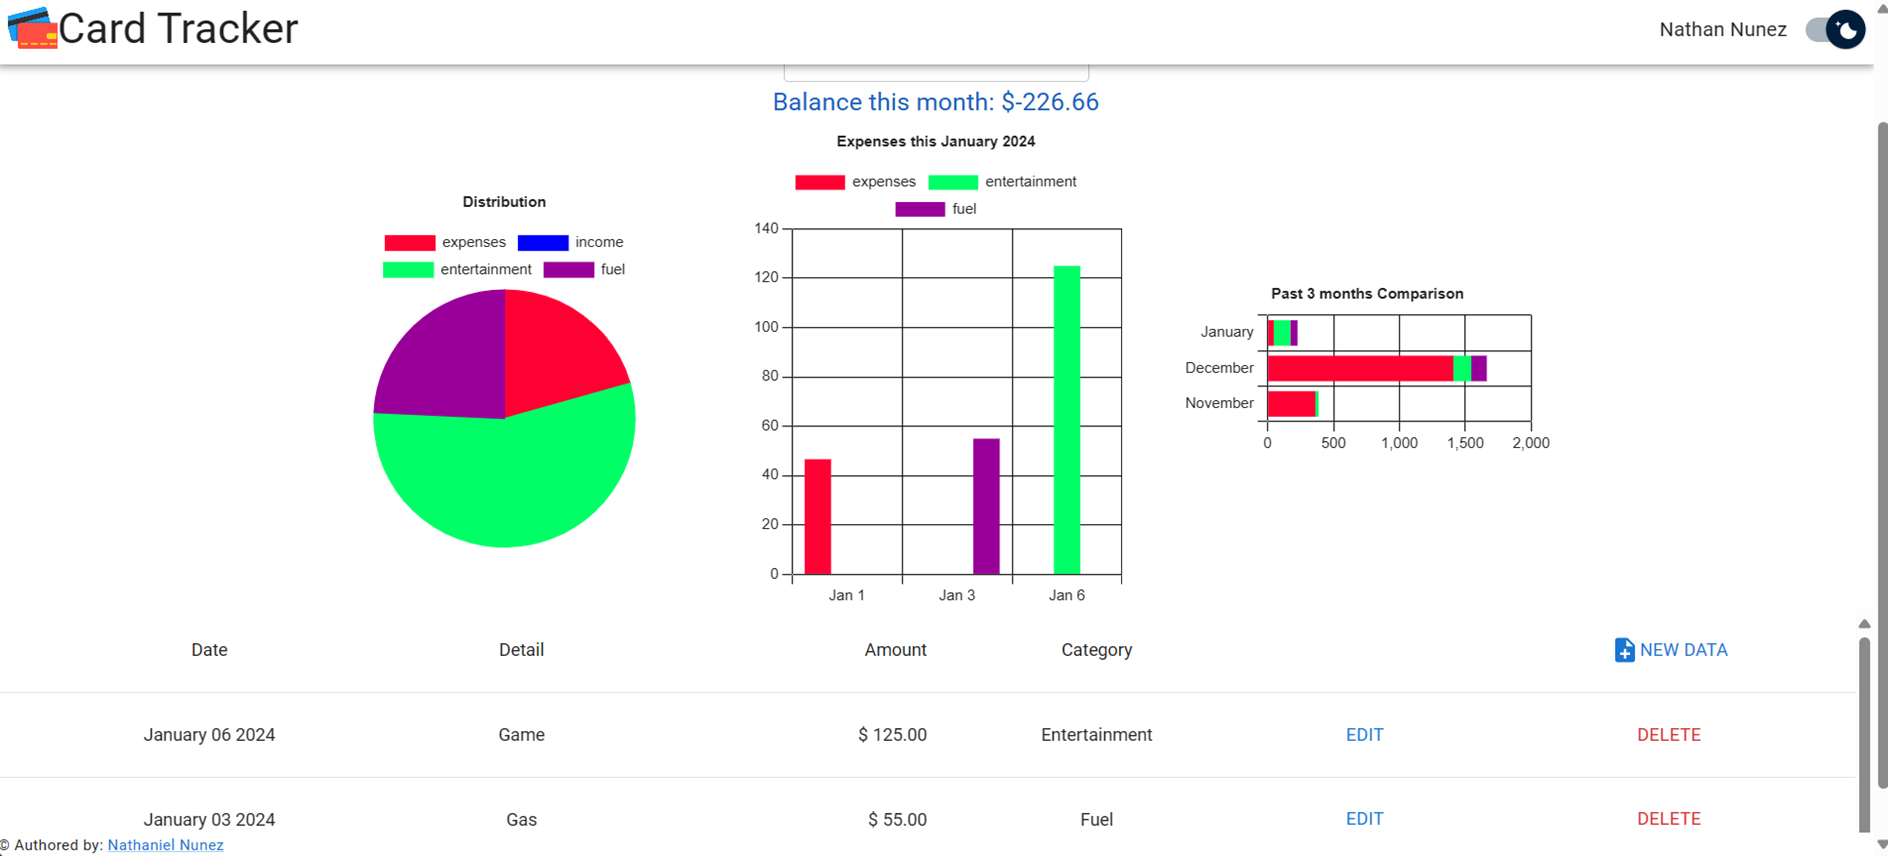 Card Tracker
Nathan Nunez
Balance this month: $-226.66
Expenses this January 2024
expenses entertainment
fuel
Distribution
expenses income
entertainment fuel
140
120
100
80
60
40
20
0
Jan 1 Jan 3 Jan 6
Past 3 months Comparison
January
December
November
0 500 1,000 1,500 2,000
Date Detail Amount Category NEW DATA
January 06 2024 Game $ 125.00 Entertainment EDIT DELETE
January 03 2024 Gas $ 55.00 Fuel EDIT DELETE
© Authored by: Nathaniel Nunez